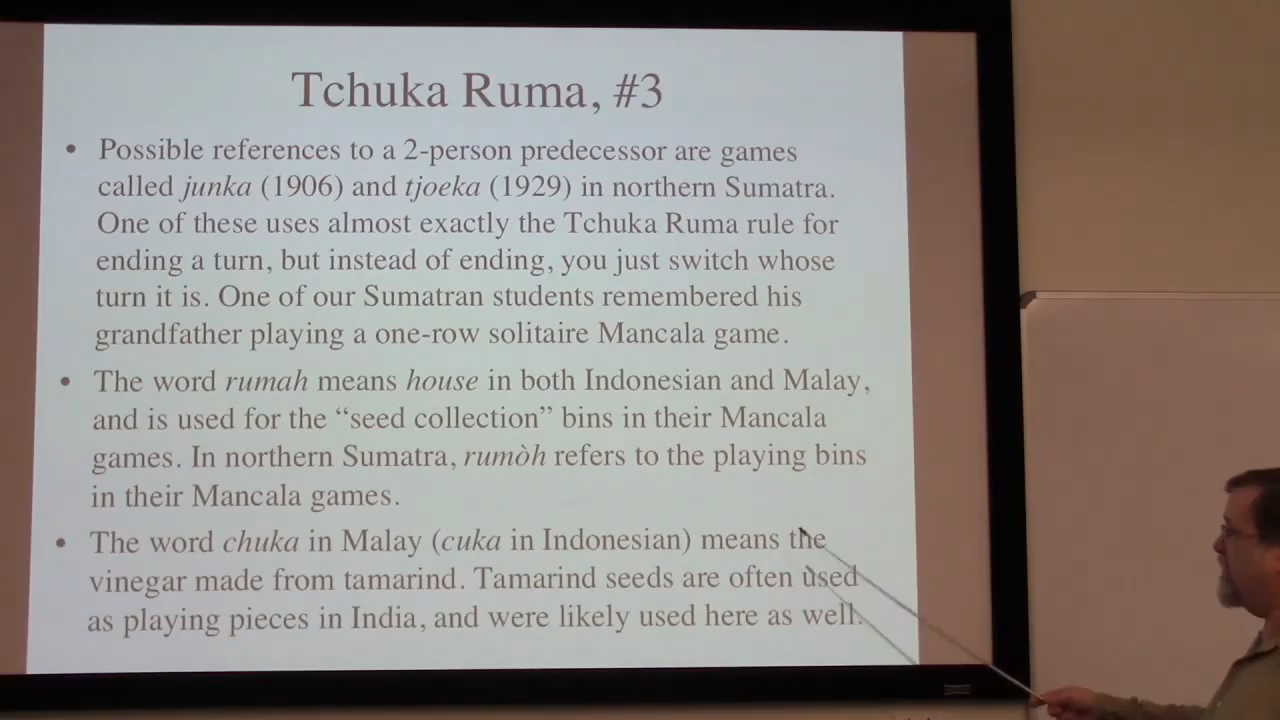 Tchuka Ruma, #3
• Possible references to a 2-person predecessor are games
called junka (1906) and tjoeka (1929) in northern Sumatra.
One of these uses almost exactly the Tchuka Ruma rule for
ending a turn, but instead of ending, you just switch whose
turn it is. One of our Sumatran students remembered his
grandfather playing a one-row solitaire Mancala game.
• The word rumah means house in both Indonesian and Malay,
and is used for the “seed collection” bins in their Mancala
games. In northern Sumatra, rumòh refers to the playing bins
in their Mancala games.
• The word chuka in Malay (cuka in Indonesian) means the
vinegar made from tamarind. Tamarind seeds are often used
as playing pieces in India, and were likely used here as well.